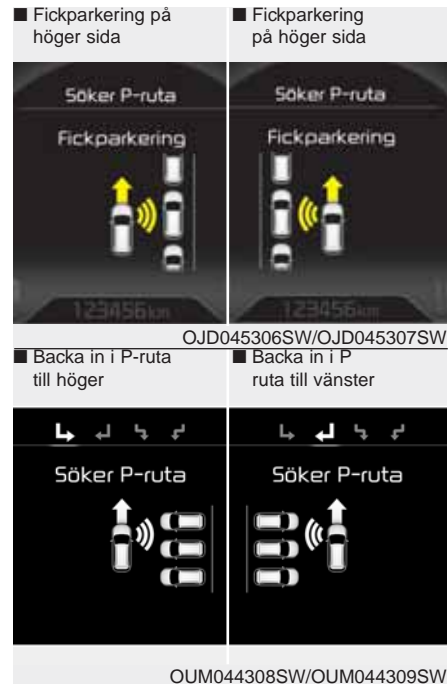 ■ Fickparkering på
höger sida
■ Fickparkering
på höger sida
Söker P-ruta
Fickparkering
123456km
Söker P-ruta
Fickparkering
123456km
OJD045306SW/OJD045307SW
■ Backa in i P-ruta
till höger
■ Backa in i P
ruta till vänster
Söker P-ruta
Söker P-ruta
OUM044308SW/OUM044309SW